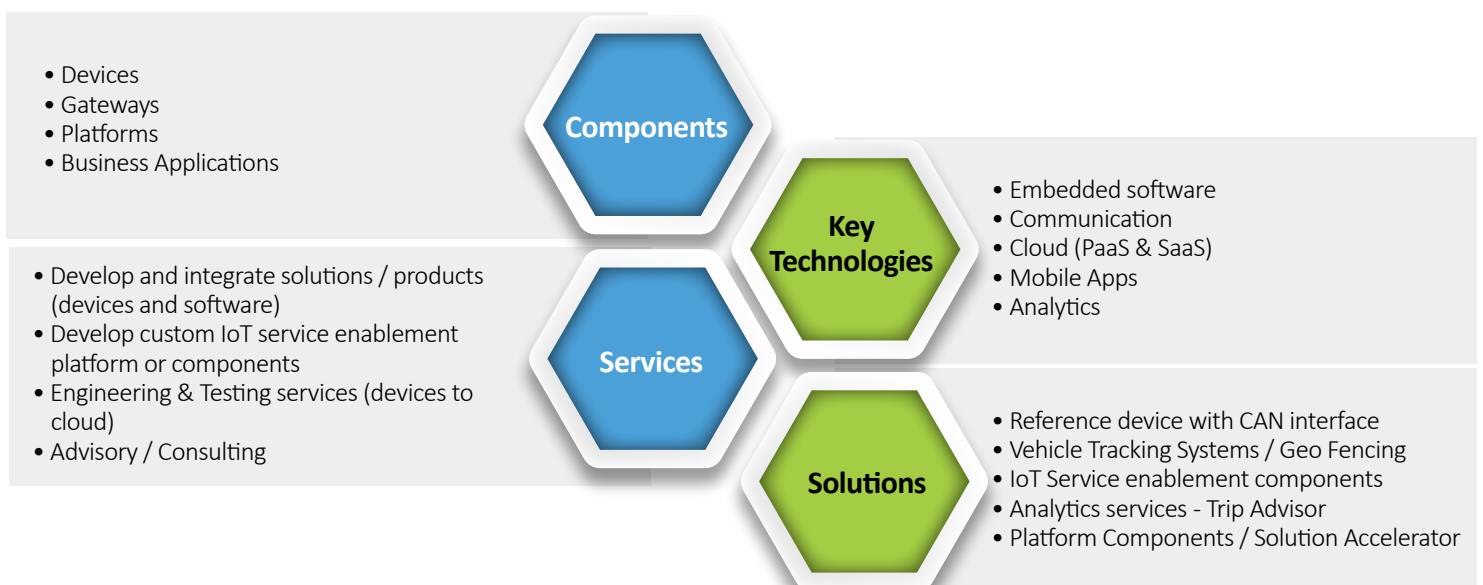 • Devices
• Gateways
• Platforms
• Business Applications
Components
Key
Technologies
• Embedded software
• Communication
• Cloud (PaaS & SaaS)
• Mobile Apps
• Analytics
• Develop and integrate solutions / products
(devices and software)
• Develop custom IoT service enablement
platform or components
• Engineering & Testing services (devices to
cloud)
• Advisory / Consulting
Services
Solutions
• Reference device with CAN interface
• Vehicle Tracking Systems / Geo Fencing
• IoT Service enablement components
• Analytics services - Trip Advisor
• Platform Components / Solution Accelerator